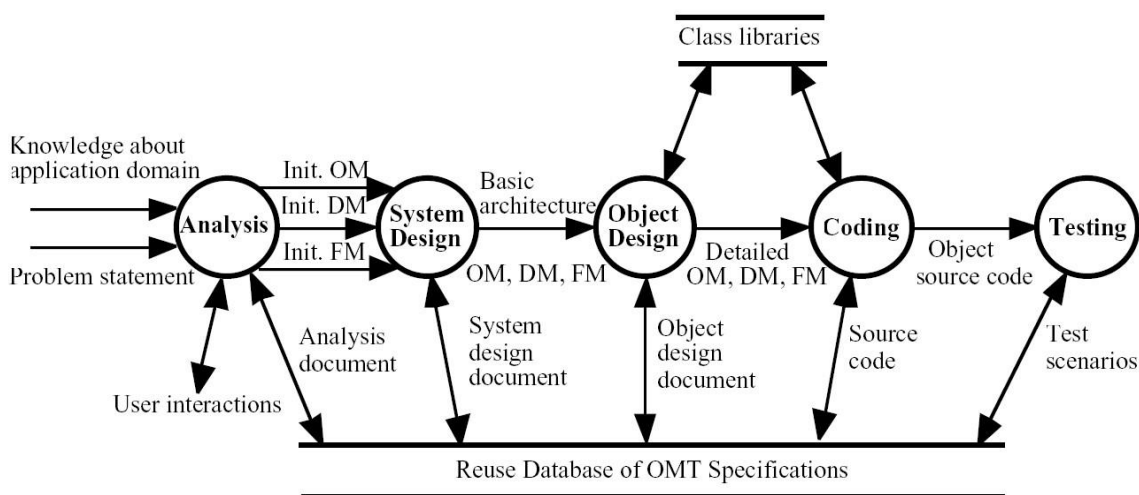 Class libraries
Knowledge about
application domain
Problem statement
Analysis
Init. OM
Init. DM
Init. FM
System
Design
Basic
architecture
OM, DM, FM
Object
Design
Detailed
OM, DM, FM
Coding
Object
source code
Testing
User interactions
Analysis
document
System
design
document
Object
design
document
Source
code
Test
scenarios
Reuse Database of OMT Specifications